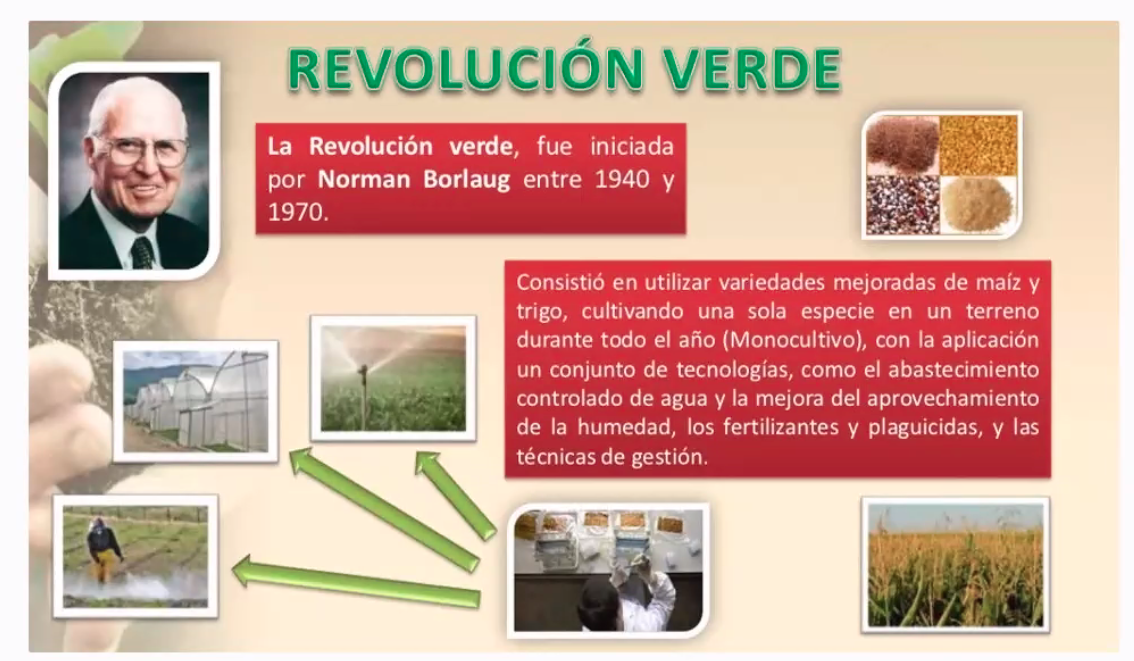 REVOLUCIÓN VERDE
La Revolución verde, fue iniciada
por Norman Borlaug entre 1940 y
1970.
Consistió en utilizar variedades mejoradas de maíz y
trigo, cultivando una sola especie en un terreno
durante todo el año (Monocultivo), con la aplicación
un conjunto de tecnologías, como el abastecimiento
controlado de agua y la mejora del aprovechamiento
de la humedad, los fertilizantes y plaguicidas, y las
técnicas de gestión.